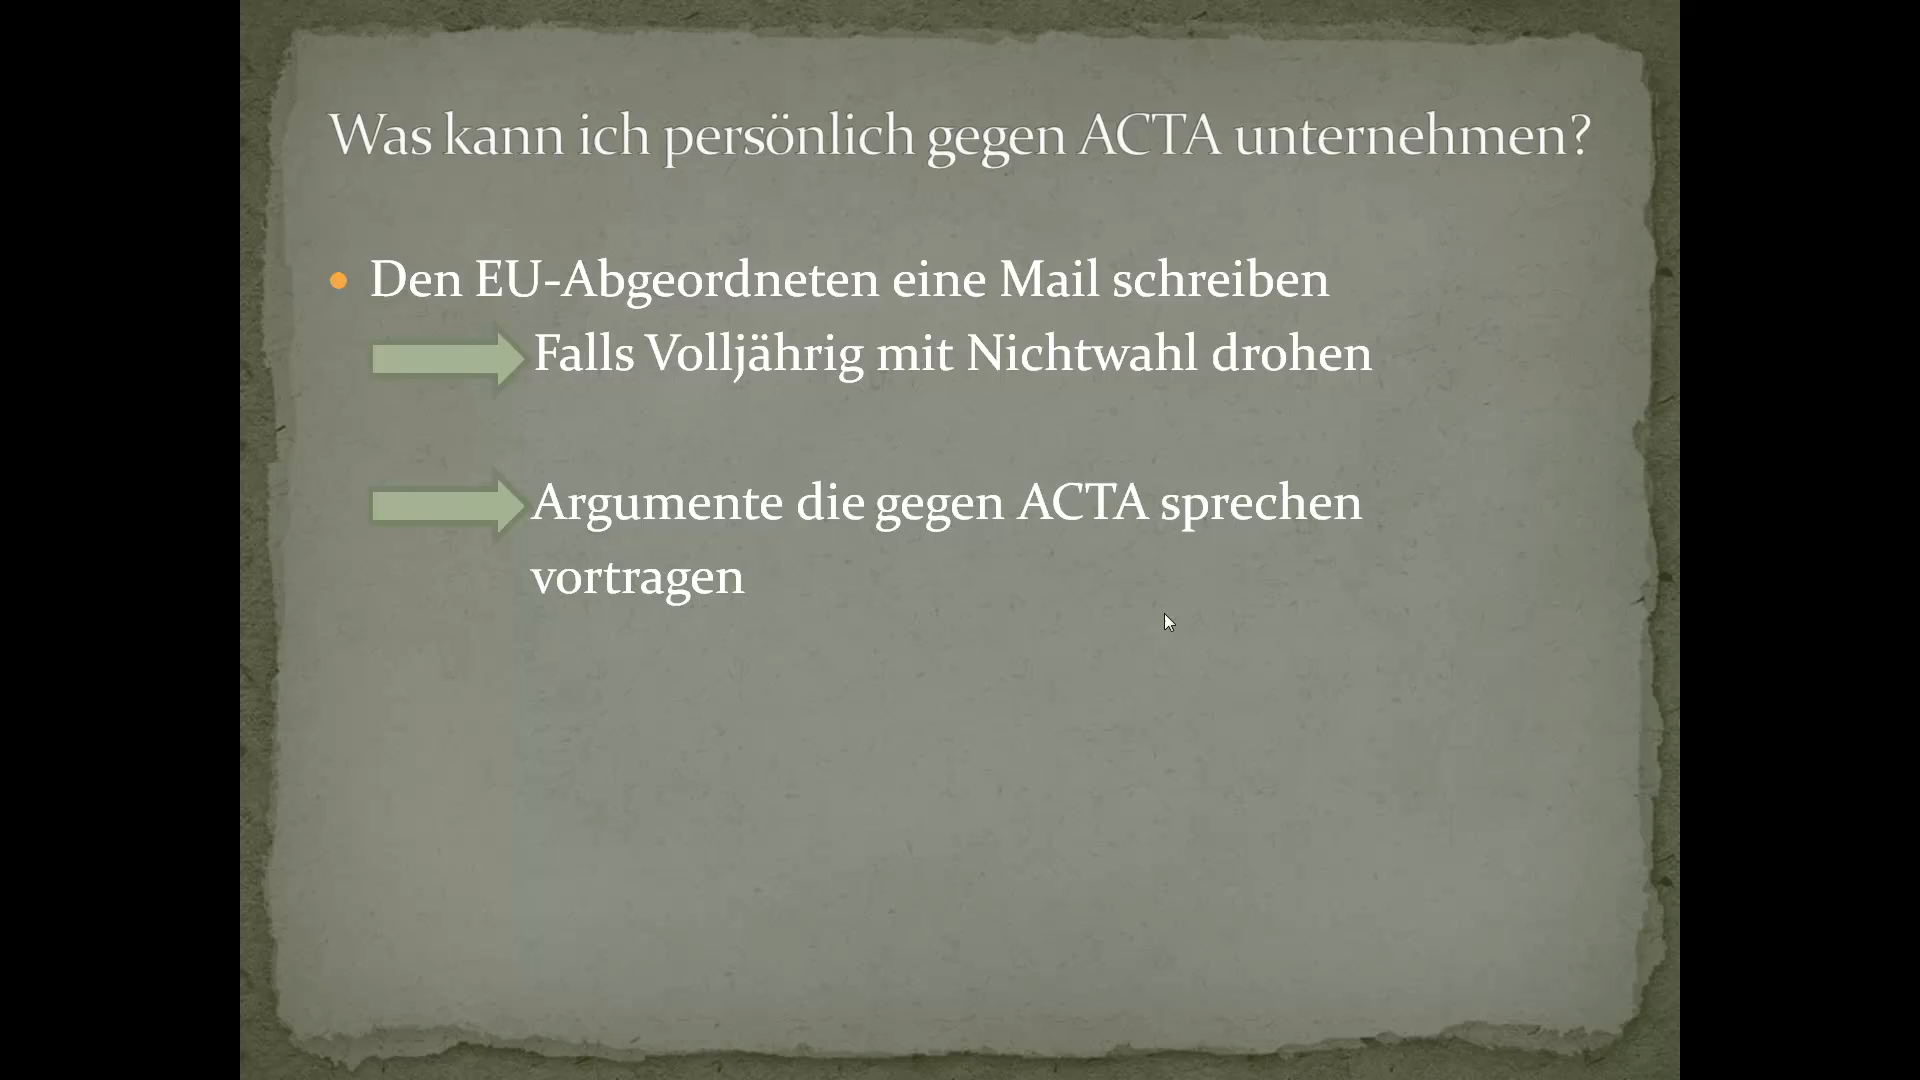 Was kann ich persönlich gegen ACTA unternehmen?
Den EU-Abgeordneten eine Mail schreiben
Falls Volljährig mit Nichtwahl drohen
Argumente die gegen ACTA sprechen
vortragen